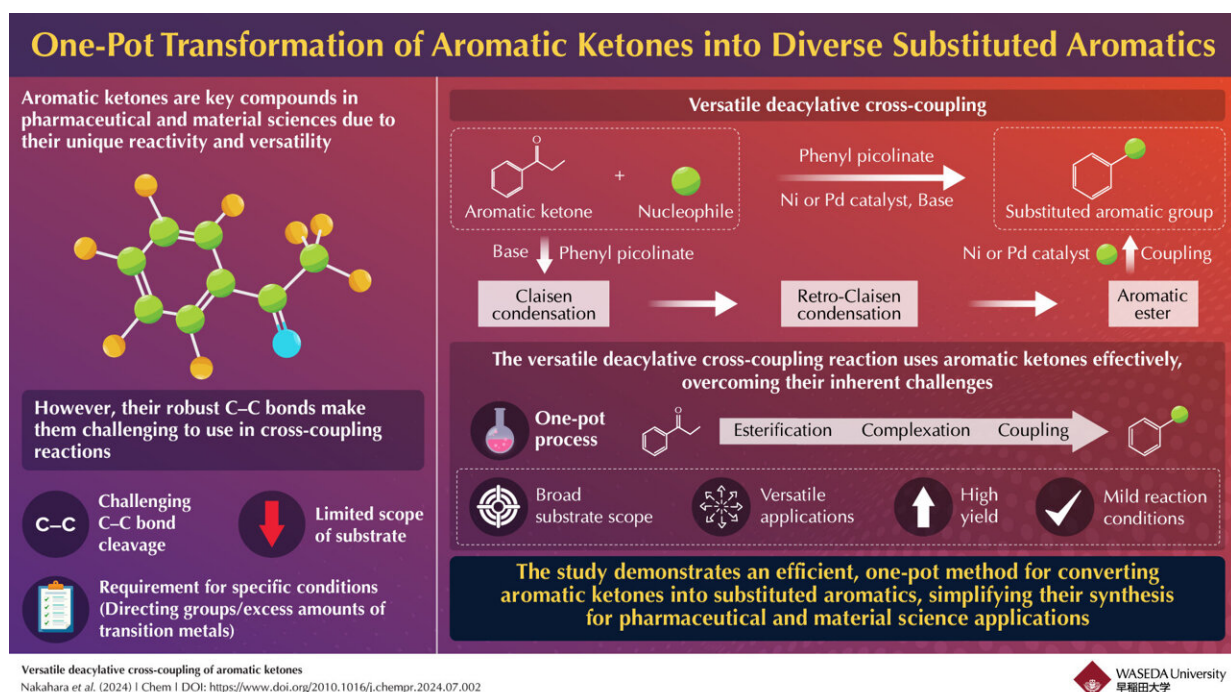 One-Pot Transformation of Aromatic Ketones into Diverse Substituted Aromatics
Aromatic ketones are key compounds in
pharmaceutical and material sciences due to
their unique reactivity and versatility
However, their robust C–C bonds make
them challenging to use in cross-coupling
reactions
C–C
Challenging
C–C bond
cleavage
Limited scope
of substrate
Requirement for specific conditions
(Directing groups/excess amounts of
transition metals)
Versatile deacylative cross-coupling
O
+
Aromatic ketone
Nucleophile
Phenyl picolinate
Ni or Pd catalyst, Base
Substituted aromatic group
Base
Phenyl picolinate
Ni or Pd catalyst
Coupling
Claisen
condensation
Retro-Claisen
condensation
Aromatic
ester
The versatile deacylative cross-coupling reaction uses aromatic ketones effectively,
overcoming their inherent challenges
One-pot
process
O
Esterification Complexation Coupling
Broad
substrate scope
Versatile
applications
High
yield
Mild reaction
conditions
The study demonstrates an efficient, one-pot method for converting
aromatic ketones into substituted aromatics, simplifying their synthesis
for pharmaceutical and material science applications
Versatile deacylative cross-coupling of aromatic ketones
Nakahara et al. (2024) | Chem | DOI: https://www.doi.org/2010.1016/j.chempr.2024.07.002
WASEDA University
早稲田大学